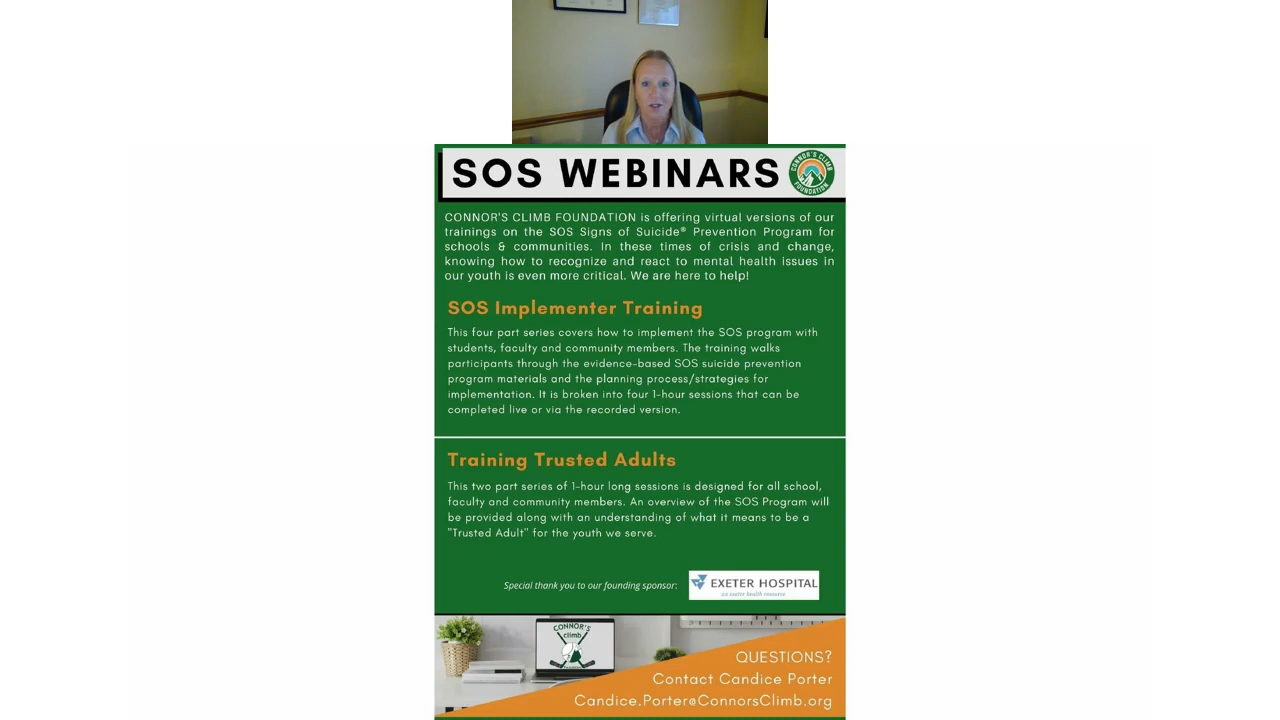 SOS WEBINARS
CONNOR'S CLIMB
FOUNDATION
CONNOR'S CLIMB FOUNDATION is offering virtual versions of our
trainings on the SOS Signs of Suicide® Prevention Program for
schools & communities. In these times of crisis and change,
knowing how to recognize and react to mental health issues in
our youth is even more critical. We are here to help!
SOS Implementer Training
This four part series covers how to implement the SOS program with
students, faculty and community members. The training walks
participants through the evidence-based SOS suicide prevention
program materials and the planning process/strategies for
implementation. It is broken into four 1-hour sessions that can be
completed live or via the recorded version.
Training Trusted Adults
This two part series of 1-hour long sessions is designed for all school,
faculty and community members. An overview of the SOS Program will
be provided along with an understanding of what it means to be a
"Trusted Adult" for the youth we serve.
Special thank you to our founding sponsor:
EXETER HOSPITAL
an exeter health resource
CONNOR'S
climb
QUESTIONS?
Contact Candice Porter
Candice.Porter@ConnorsClimb.org